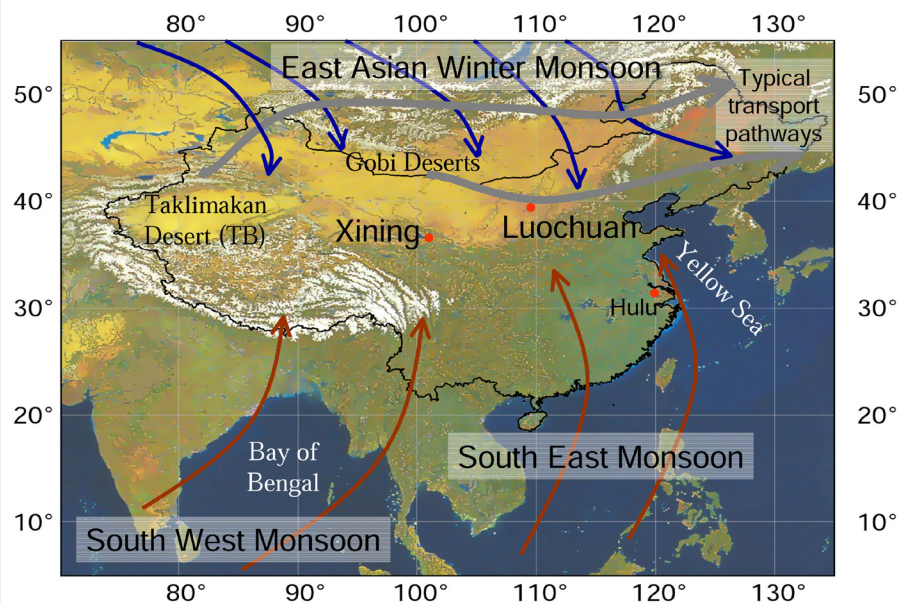 80° 90° 100° 110° 120° 130°
East Asian Winter Monsoon
Typical
transport
pathways
50° 50°
Gobi Deserts
40° 40°
Taklimakan
Desert (TB)
Xining
Luochuan
Yellow Sea
30° 30°
Hulu
20° 20°
Bay of
Bengal
South East Monsoon
10° 10°
South West Monsoon
80° 90° 100° 110° 120° 130°